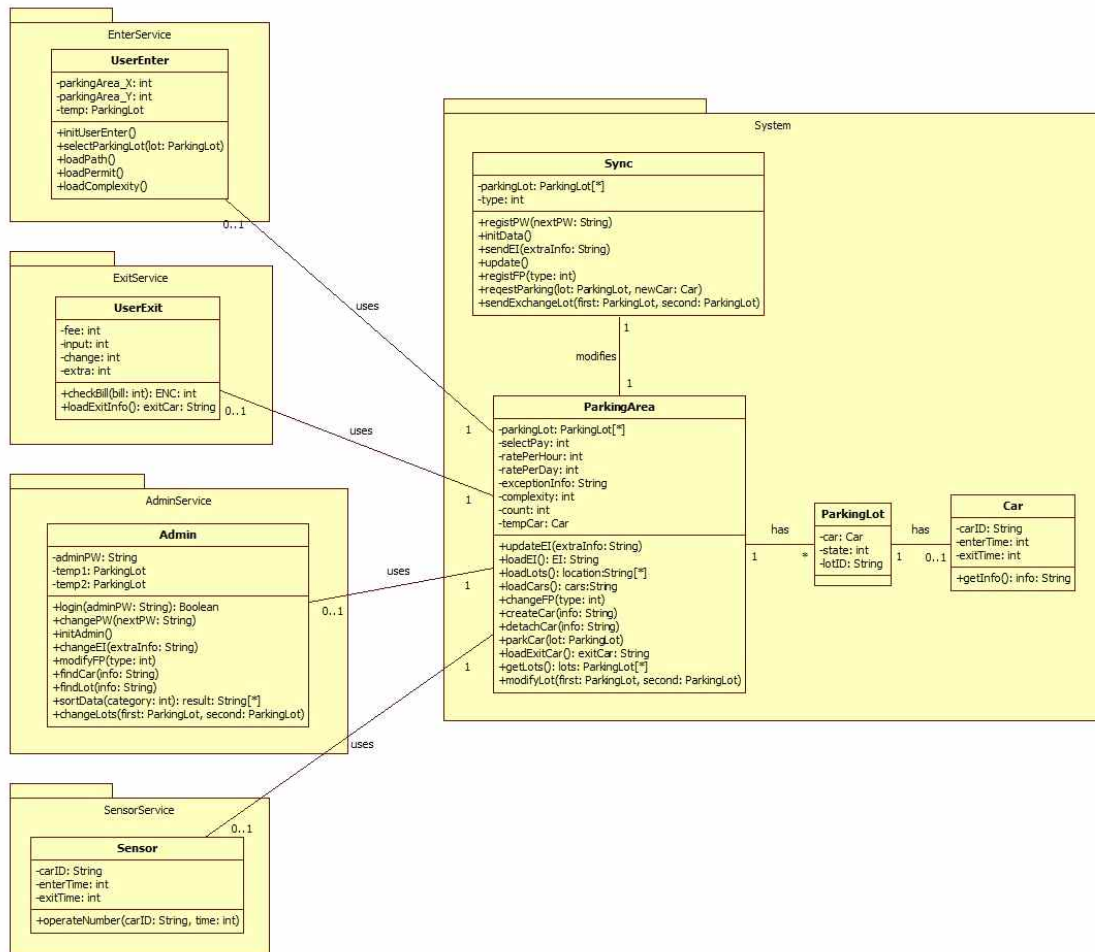 EnterService
UserEnter
-parkingArea_X: int
-parkingArea_Y: int
-temp: ParkingLot
+initUserEnter()
+selectParkingLot(lot: ParkingLot)
+loadPath()
+loadPermit()
+loadComplexity()
0..1
uses
ExitService
UserExit
-fee: int
-input: int
-change: int
-extra: int
+checkBill(bill: int): ENC: int
+loadExitInfo(): exitCar: String
0..1
uses
AdminService
Admin
-adminPW: String
-temp1: ParkingLot
-temp2: ParkingLot
+login(adminPW: String): Boolean
+changePW(nextPW: String)
+initAdmin()
+changeEI(extraInfo: String)
+modifyFP(type: int)
+findCar(info: String)
+findLot(info: String)
+sortData(category: int): result: String[*]
+changeLots(first: ParkingLot, second: ParkingLot)
0..1
uses
SensorService
Sensor
-carID: String
-enterTime: int
-exitTime: int
+operateNumber(carID: String, time: int)
0..1
uses
System
Sync
-parkingLot: ParkingLot[*]
-type: int
+registPW(nextPW: String)
+initData()
+sendEI(extraInfo: String)
+update()
+registFP(type: int)
+reqestParking(lot: ParkingLot, newCar: Car)
+sendExchangeLot(first: ParkingLot, second: ParkingLot)
1
modifies
1
ParkingArea
-parkingLot: ParkingLot[*]
-selectPay: int
-ratePerHour: int
-ratePerDay: int
-exceptionInfo: String
-complexity: int
-count: int
-tempCar: Car
+updateEI(extraInfo: String)
+loadEI(): EI: String
+loadLots(): location:String[*]
+loadCars(): cars:String
+changeFP(type: int)
+createCar(info: String)
+detachCar(info: String)
+parkCar(lot: ParkingLot)
+loadExitCar(): exitCar: String
+getLots(): lots: ParkingLot[*]
+modifyLot(first: ParkingLot, second: ParkingLot)
1
1
1
1
has
1
*
ParkingLot
-car: Car
-state: int
-lotID: String
has
1
0..1
Car
-carID: String
-enterTime: int
-exitTime: int
+getInfo(): info: String